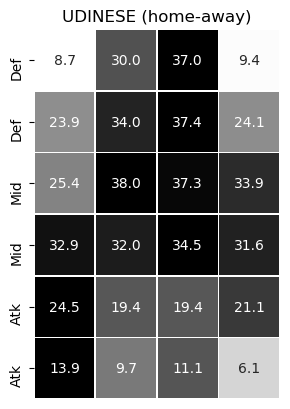 UDINESE (home-away)
Def 8.7 30.0 37.0 9.4
Def 23.9 34.0 37.4 24.1
Mid 25.4 38.0 37.3 33.9
Mid 32.9 32.0 34.5 31.6
Atk 24.5 19.4 19.4 21.1
Atk 13.9 9.7 11.1 6.1